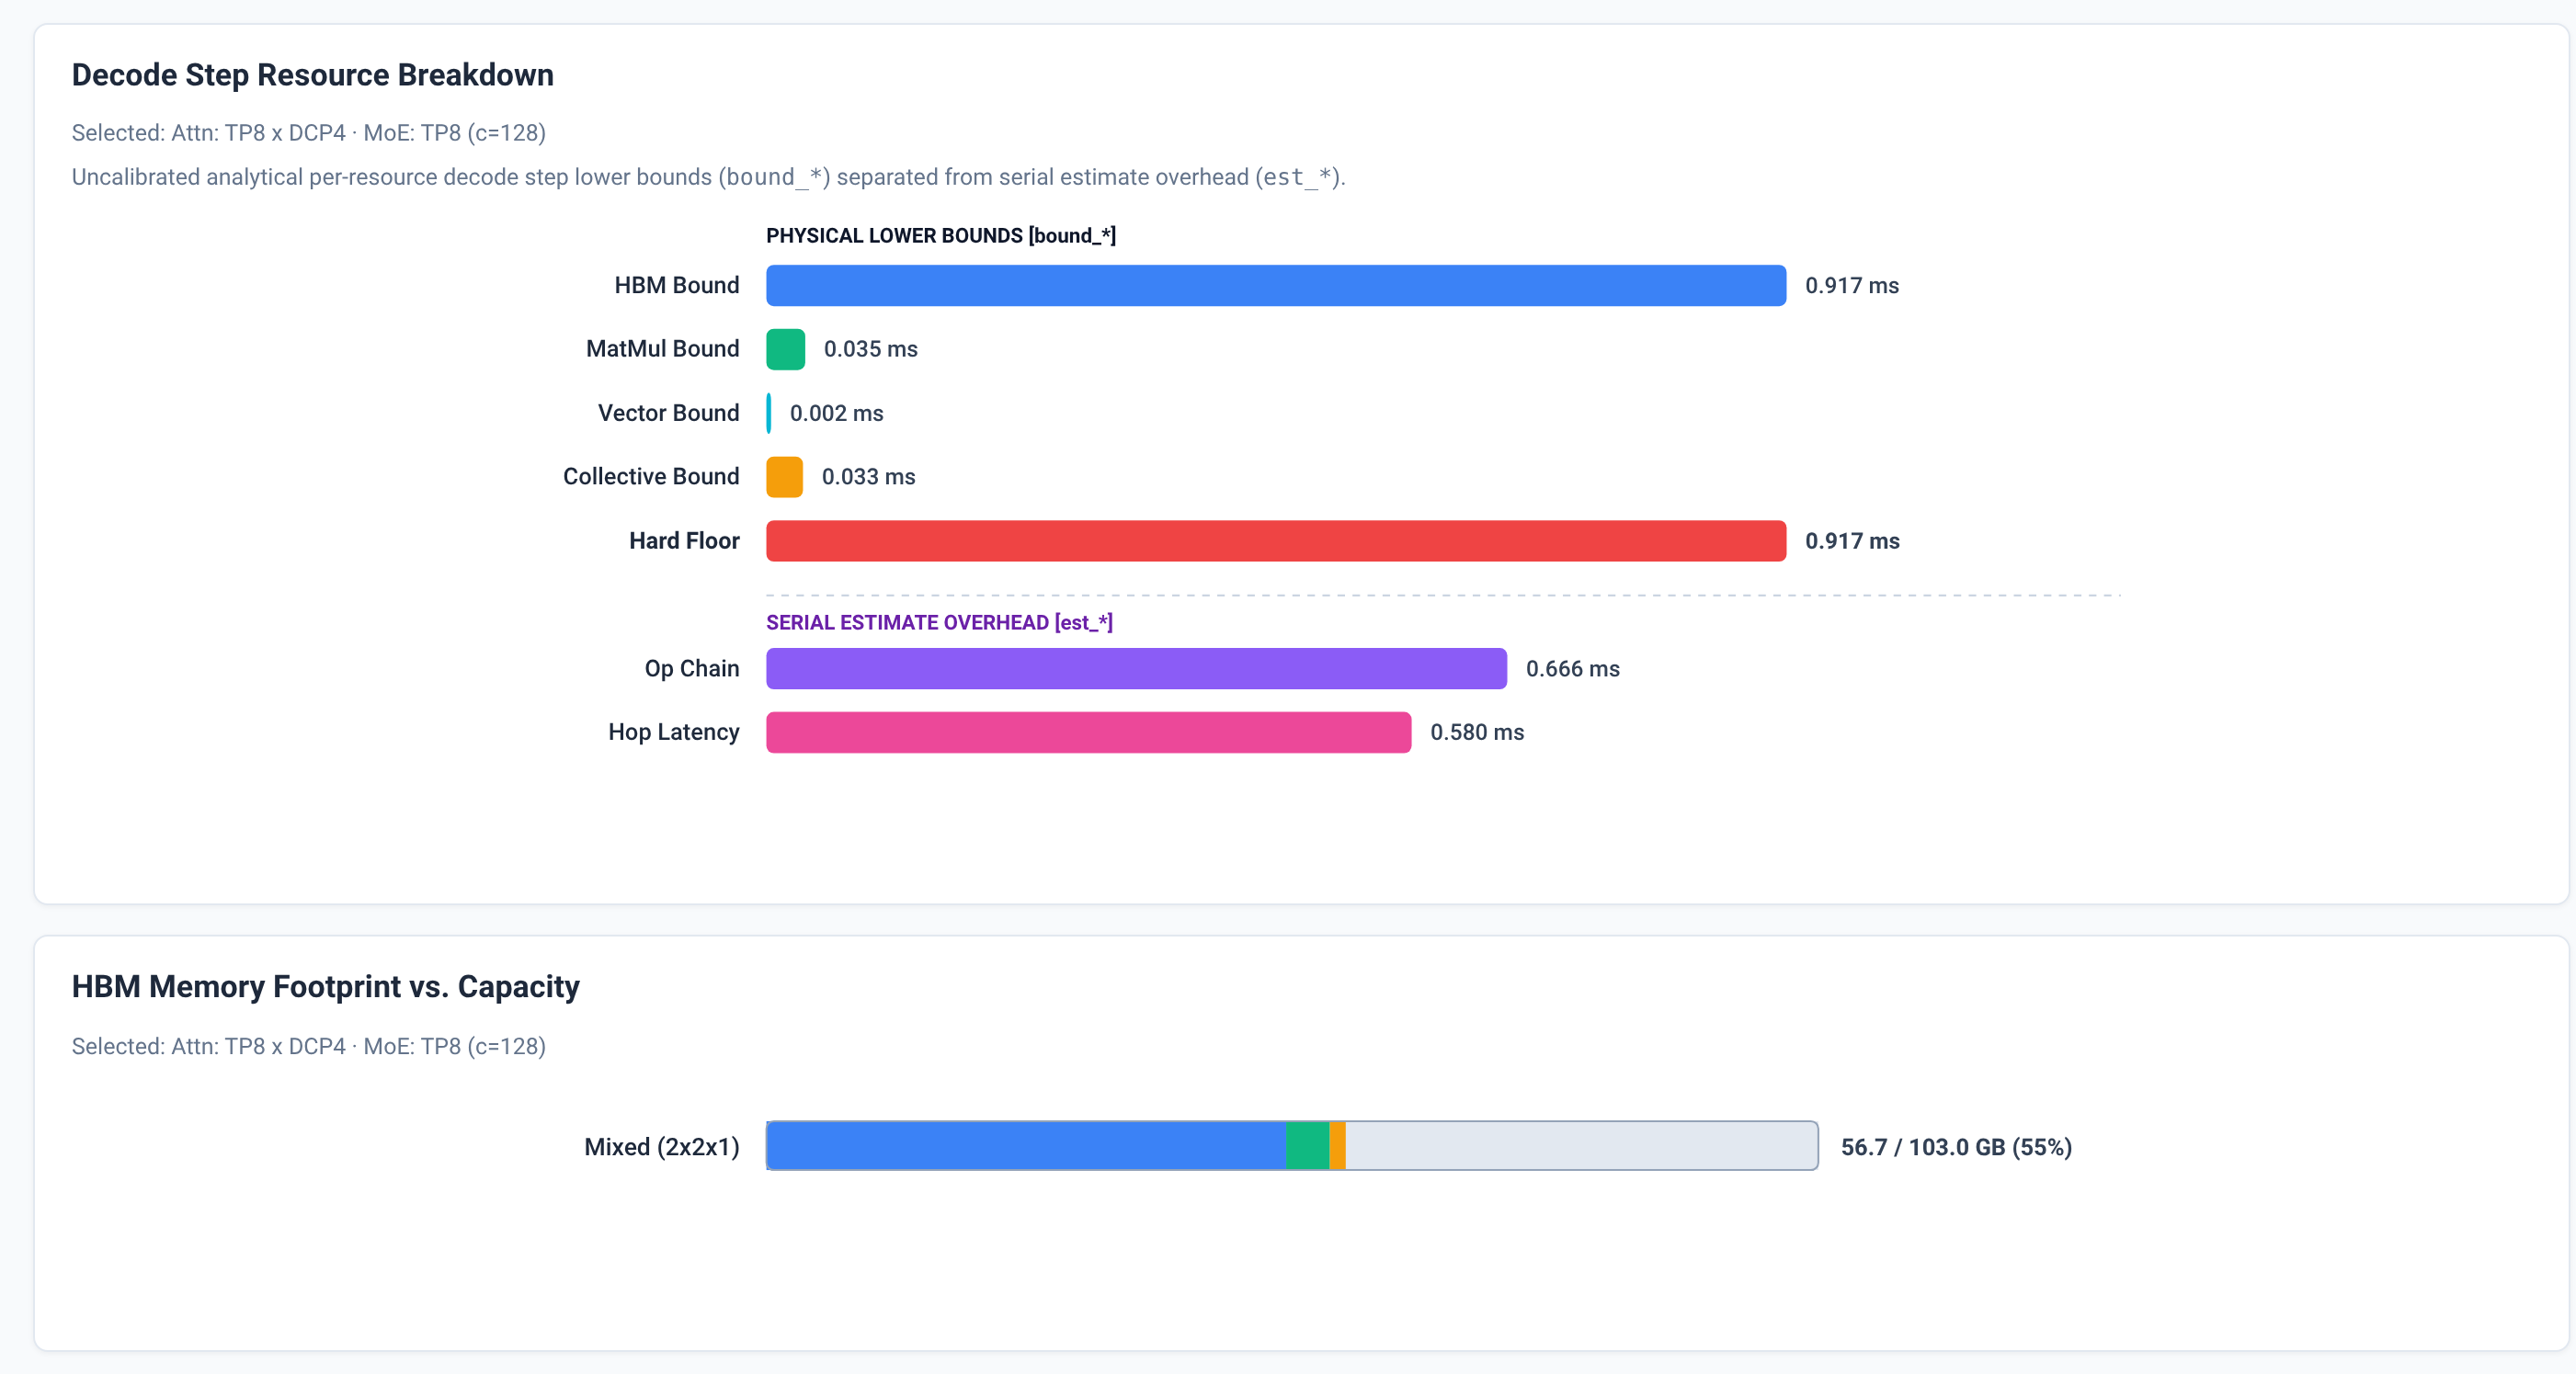 Decode Step Resource Breakdown
Selected: Attn: TP8 x DCP4 · MoE: TP8 (c=128)
Uncalibrated analytical per-resource decode step lower bounds (bound_*) separated from serial estimate overhead (est_*).
PHYSICAL LOWER BOUNDS [bound_*]
HBM Bound 0.917 ms
MatMul Bound 0.035 ms
Vector Bound 0.002 ms
Collective Bound 0.033 ms
Hard Floor 0.917 ms
SERIAL ESTIMATE OVERHEAD [est_*]
Op Chain 0.666 ms
Hop Latency 0.580 ms
HBM Memory Footprint vs. Capacity
Selected: Attn: TP8 x DCP4 · MoE: TP8 (c=128)
Mixed (2x2x1) 56.7 / 103.0 GB (55%)